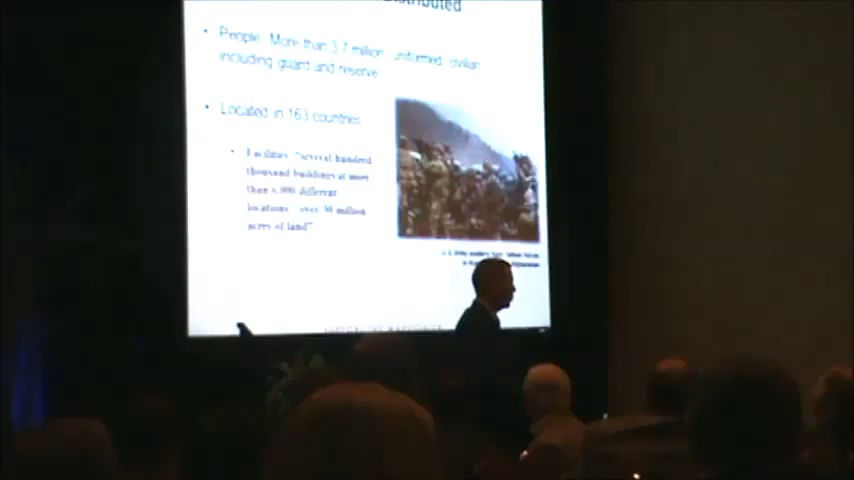 Distributed
• People: More than 3.7 million uniformed, civilian
including guard and reserve
• Located in 163 countries
• Facilities: "several hundred
thousand buildings at more
than 5,000 different
locations over 30 million
acres of land"